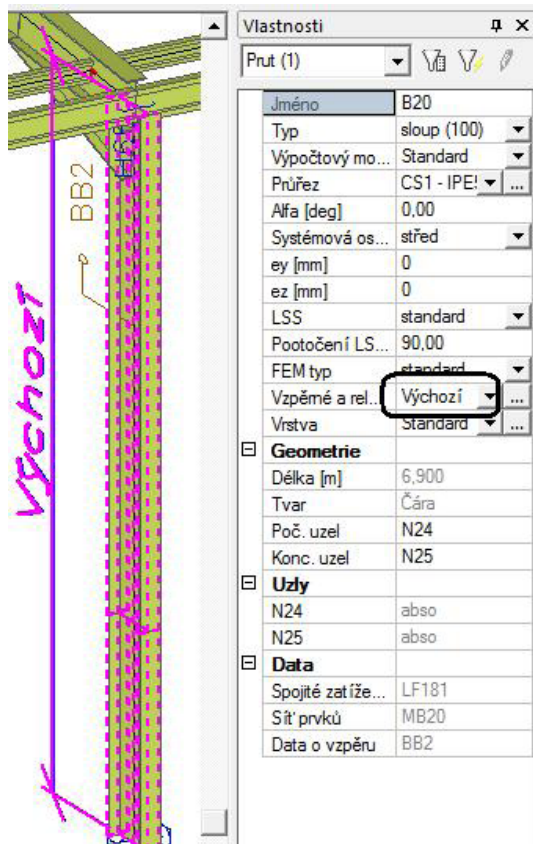 Vlastnosti
Prut (1)
Jméno B20
Typ sloup (100)
Výpočtový mo... Standard
Průřez CS1 - IPE! ...
Alfa [deg] 0,00
Systémová os... střed
ey [mm] 0
ez [mm] 0
LSS standard
Pootočení LS... 90,00
FEM typ standard
Vzpěrné a rel... Výchozí ...
Vrstva Standard ...
Geometrie
Délka [m] 6,900
Tvar Čára
Poč. uzel N24
Konc. uzel N25
Uzly
N24 abso
N25 abso
Data
Spojité zatíže... LF181
Síť prvků MB20
Data o vzpěru BB2
BB2
Výchozí